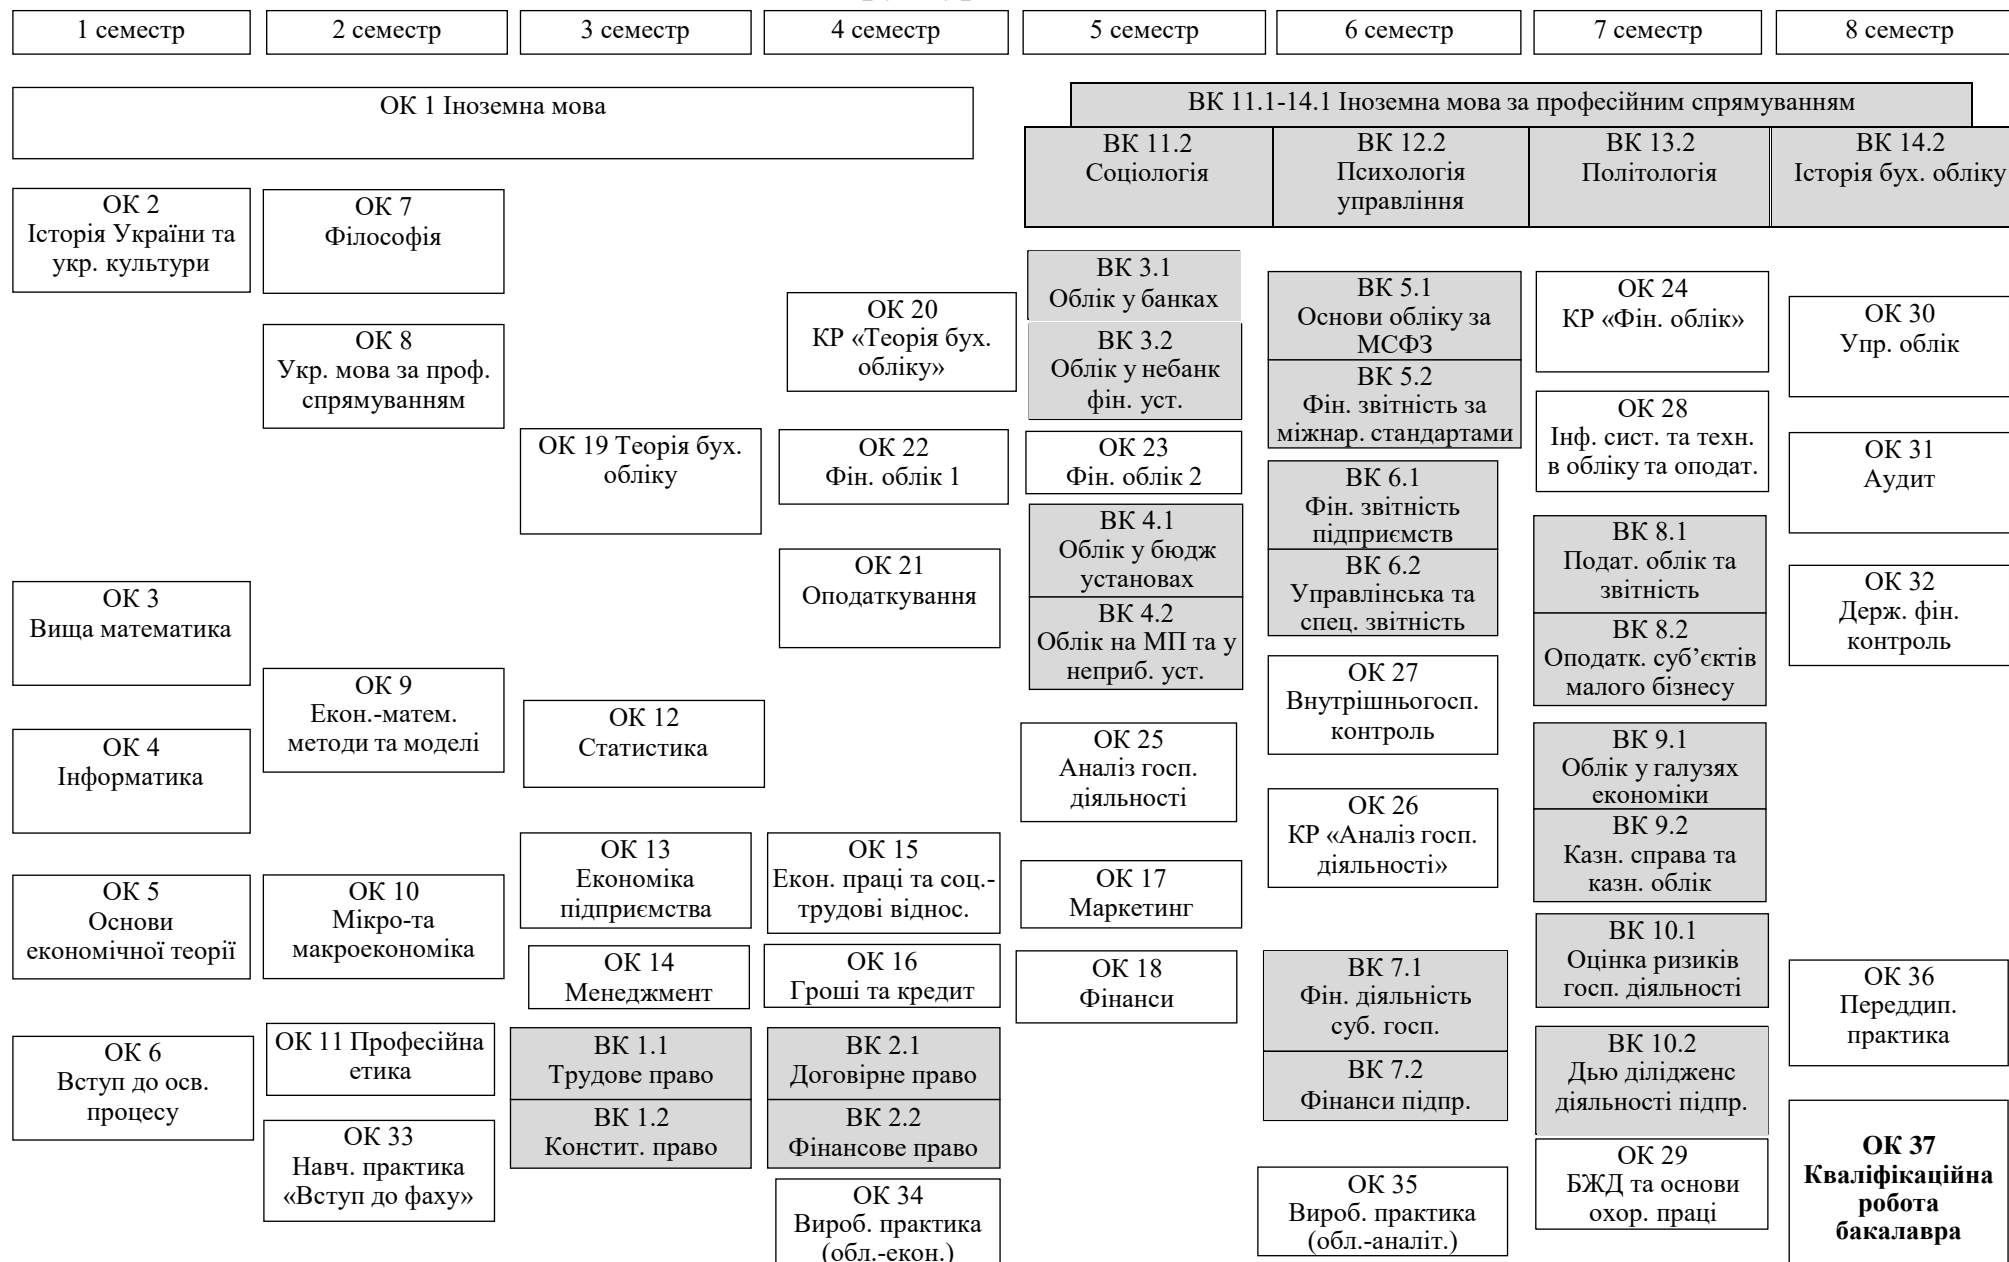 1 семестр
2 семестр
3 семестр
4 семестр
5 семестр
6 семестр
7 семестр
8 семестр
ОК 1 Іноземна мова
ВК 11.1-14.1 Іноземна мова за професійним спрямуванням
ВК 11.2
Соціологія
ВК 12.2
Психологія
управління
ВК 13.2
Політологія
ВК 14.2
Історія бух. обліку
ОК 2
Історія України та
укр. культури
ОК 3
Вища математика
ОК 4
Інформатика
ОК 5
Основи
економічної теорії
ОК 6
Вступ до осв.
процесу
ОК 7
Філософія
ОК 8
Укр. мова за проф.
спрямуванням
ОК 9
Екон.-матем.
методи та моделі
ОК 10
Мікро-та
макроекономіка
ОК 11 Професійна
етика
ОК 33
Навч. практика
«Вступ до фаху»
ОК 19 Теорія бух.
обліку
ОК 12
Статистика
ОК 13
Економіка
підприємства
ОК 14
Менеджмент
ВК 1.1
Трудове право
ВК 1.2
Констит. право
ОК 20
КР «Теорія бух.
обліку»
ОК 22
Фін. облік 1
ОК 21
Оподаткування
ОК 15
Екон. праці та соц.-
трудові віднос.
ОК 16
Гроші та кредит
ВК 2.1
Договірне право
ВК 2.2
Фінансове право
ОК 34
Вироб. практика
(обл.-екон.)
ВК 3.1
Облік у банках
ВК 3.2
Облік у небанк
фін. уст.
ОК 23
Фін. облік 2
ВК 4.1
Облік у бюдж
установах
ВК 4.2
Облік на МП та у
неприб. уст.
ОК 25
Аналіз госп.
діяльності
ОК 17
Маркетинг
ОК 18
Фінанси
ВК 5.1
Основи обліку за
МСФЗ
ВК 5.2
Фін. звітність за
міжнар. стандартами
ВК 6.1
Фін. звітність
підприємств
ВК 6.2
Управлінська та
спец. звітність
ОК 27
Внутрішньогосп.
контроль
ОК 26
КР «Аналіз госп.
діяльності»
ВК 7.1
Фін. діяльність
суб. госп.
ВК 7.2
Фінанси підпр.
ОК 35
Вироб. практика
(обл.-аналіт.)
ОК 24
КР «Фін. облік»
ОК 28
Інф. сист. та техн.
в обліку та оподат.
ВК 8.1
Подат. облік та
звітність
ВК 8.2
Оподатк. суб’єктів
малого бізнесу
ВК 9.1
Облік у галузях
економіки
ВК 9.2
Казн. справа та
казн. облік
ВК 10.1
Оцінка ризиків
госп. діяльності
ВК 10.2
Дью ділідженс
діяльності підпр.
ОК 29
БЖД та основи
охор. праці
ОК 30
Упр. облік
ОК 31
Аудит
ОК 32
Держ. фін.
контроль
ОК 36
Переддип.
практика
ОК 37
Кваліфікаційна
робота
бакалавра